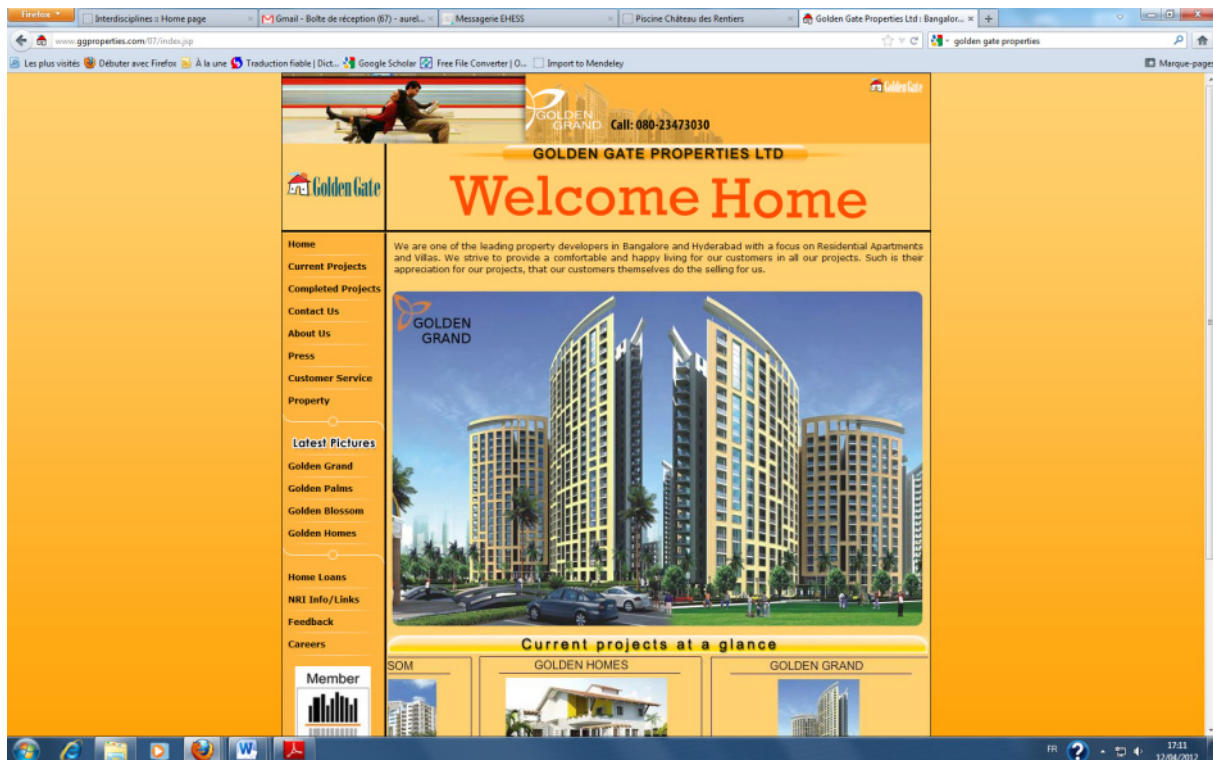 Firefox
Interdisciplines :: Home page
Gmail - Boîte de réception (67) - aurel...
Messagerie EHESS
Piscine Château des Rentiers
Golden Gate Properties Ltd : Bangalor...
www.ggproperties.com/07/index.jsp
golden gate properties
Les plus visités
Débuter avec Firefox
À la une
Traduction fiable | Dict...
Google Scholar
Free File Converter | O...
Import to Mendeley
Marque-pages
GOLDEN
GRAND
Call: 080-23473030
Golden Gate
GOLDEN GATE PROPERTIES LTD
Golden Gate
Welcome Home
Home
Current Projects
Completed Projects
Contact Us
About Us
Press
Customer Service
Property
Latest Pictures
Golden Grand
Golden Palms
Golden Blossom
Golden Homes
Home Loans
NRI Info/Links
Feedback
Careers
Member
We are one of the leading property developers in Bangalore and Hyderabad with a focus on Residential Apartments
and Villas. We strive to provide a comfortable and happy living for our customers in all our projects. Such is their
appreciation for our projects, that our customers themselves do the selling for us.
GOLDEN
GRAND
Current projects at a glance
SOM
GOLDEN HOMES
GOLDEN GRAND
FR
17:11
12/04/2012